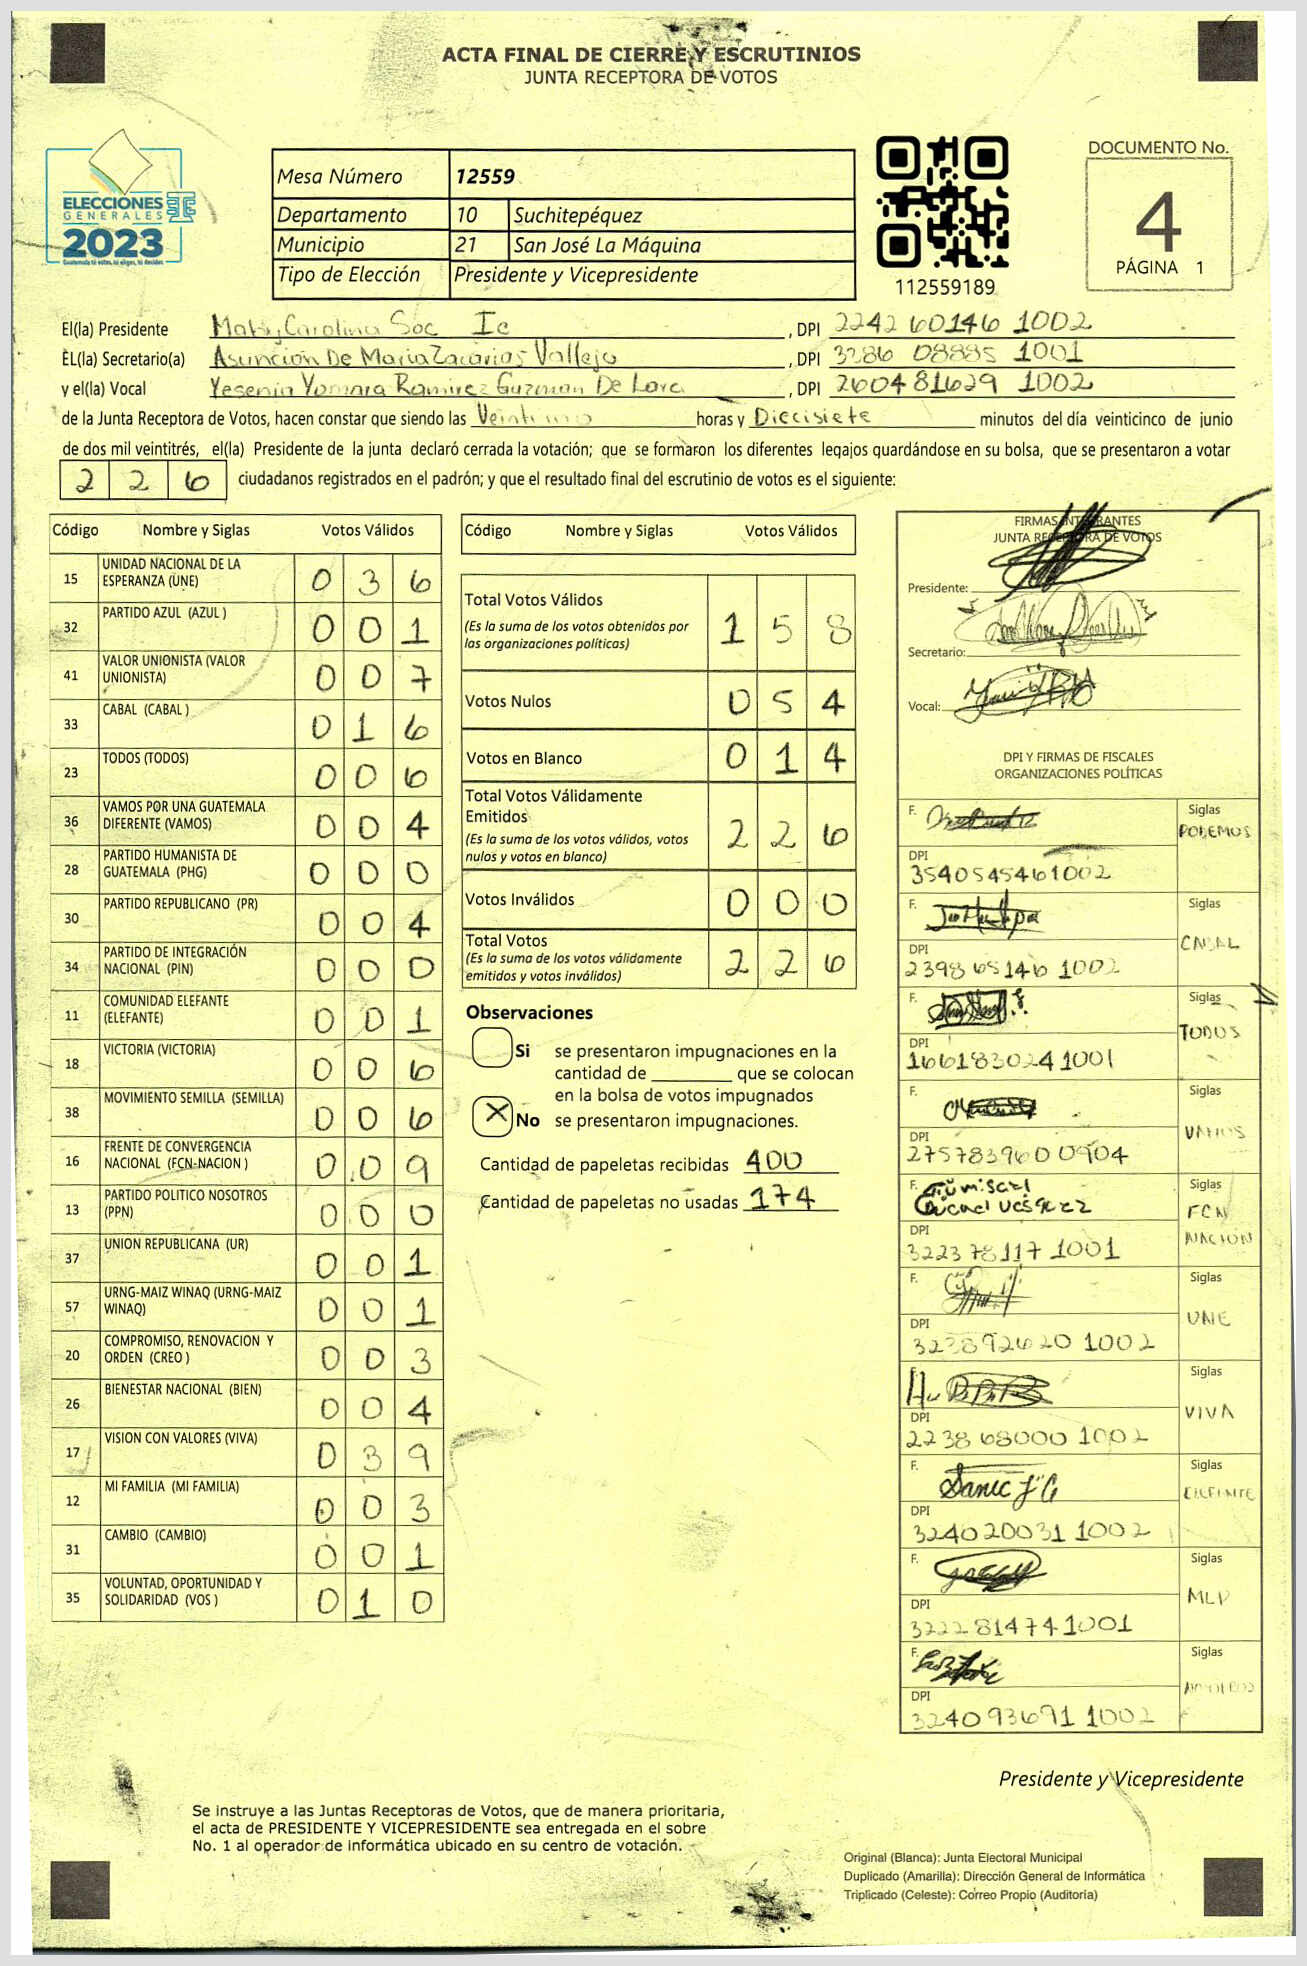 ACTA FINAL DE CIERRE Y ESCRUTINIOS
JUNTA RECEPTORA DE VOTOS
ELECCIONES
GENERALES
2023
Guatemala tú votas, tú eliges, tú decides
Mesa Número 12559
Departamento 10 Suchitepéquez
Municipio 21 San José La Máquina
Tipo de Elección Presidente y Vicepresidente
112559189
DOCUMENTO No.
4
PÁGINA 1
El(la) Presidente Carolina Soc Ic , DPI 2242 60146 1002
EL(la) Secretario(a) Asunción De Maria Zacarias Vallejo , DPI 3286 08885 1001
y el(la) Vocal Yesenia Yomara Ramirez Guzman De Lora , DPI 2604 81629 1002
de la Junta Receptora de Votos, hacen constar que siendo las Veintiuno horas y Diecisiete minutos del día veinticinco de junio
de dos mil veintitrés, el(la) Presidente de la junta declaró cerrada la votación; que se formaron los diferentes legajos guardándose en su bolsa, que se presentaron a votar
2 2 6 ciudadanos registrados en el padrón; y que el resultado final del escrutinio de votos es el siguiente:
Código Nombre y Siglas Votos Válidos
15 UNIDAD NACIONAL DE LA ESPERANZA (UNE) 0 3 6
32 PARTIDO AZUL (AZUL ) 0 0 1
41 VALOR UNIONISTA (VALOR UNIONISTA) 0 0 7
33 CABAL (CABAL ) 0 1 6
23 TODOS (TODOS) 0 0 6
36 VAMOS POR UNA GUATEMALA DIFERENTE (VAMOS) 0 0 4
28 PARTIDO HUMANISTA DE GUATEMALA (PHG) 0 0 0
30 PARTIDO REPUBLICANO (PR) 0 0 4
34 PARTIDO DE INTEGRACIÓN NACIONAL (PIN) 0 0 0
11 COMUNIDAD ELEFANTE (ELEFANTE) 0 0 1
18 VICTORIA (VICTORIA) 0 0 6
38 MOVIMIENTO SEMILLA (SEMILLA) 0 0 6
16 FRENTE DE CONVERGENCIA NACIONAL (FCN-NACION ) 0 0 9
13 PARTIDO POLITICO NOSOTROS (PPN) 0 0 0
37 UNION REPUBLICANA (UR) 0 0 1
57 URNG-MAIZ WINAQ (URNG-MAIZ WINAQ) 0 0 1
20 COMPROMISO, RENOVACION Y ORDEN (CREO ) 0 0 3
26 BIENESTAR NACIONAL (BIEN) 0 0 4
17 VISION CON VALORES (VIVA) 0 3 9
12 MI FAMILIA (MI FAMILIA) 0 0 3
31 CAMBIO (CAMBIO) 0 0 1
35 VOLUNTAD, OPORTUNIDAD Y SOLIDARIDAD (VOS ) 0 1 0
Código Nombre y Siglas Votos Válidos
Total Votos Válidos 1 5 8
(Es la suma de los votos obtenidos por
las organizaciones políticas)
Votos Nulos 0 5 4
Votos en Blanco 0 1 4
Total Votos Válidamente
Emitidos 2 2 6
(Es la suma de los votos válidos, votos
nulos y votos en blanco)
Votos Inválidos 0 0 0
Total Votos 2 2 6
(Es la suma de los votos válidamente
emitidos y votos inválidos)
Observaciones
Si se presentaron impugnaciones en la
cantidad de ________ que se colocan
en la bolsa de votos impugnados
X No se presentaron impugnaciones.
Cantidad de papeletas recibidas 400
Cantidad de papeletas no usadas 174
FIRMAS INTEGRANTES
JUNTA RECEPTORA DE VOTOS
Presidente:
Secretario:
Vocal:
DPI Y FIRMAS DE FISCALES
ORGANIZACIONES POLÍTICAS
F. Siglas PODEMOS
DPI 3540545461002
F. Siglas CABAL
DPI 2398 65146 1002
F. Siglas TODOS
DPI 1661830241001
F. Siglas VAMOS
DPI 2757839600904
F. Siglas FCN NACION
DPI 3223 78117 1001
F. Siglas UNE
DPI 323892620 1002
F. Siglas VIVA
DPI 2238 68000 1002
F. Siglas ELEFANTE
DPI 324020031 1002
F. Siglas MLP
DPI 3222814741001
F. Siglas
DPI 324093691 1002
Presidente y Vicepresidente
Se instruye a las Juntas Receptoras de Votos, que de manera prioritaria,
el acta de PRESIDENTE Y VICEPRESIDENTE sea entregada en el sobre
No. 1 al operador de informática ubicado en su centro de votación.
Original (Blanca): Junta Electoral Municipal
Duplicado (Amarilla): Dirección General de Informática
Triplicado (Celeste): Correo Propio (Auditoría)